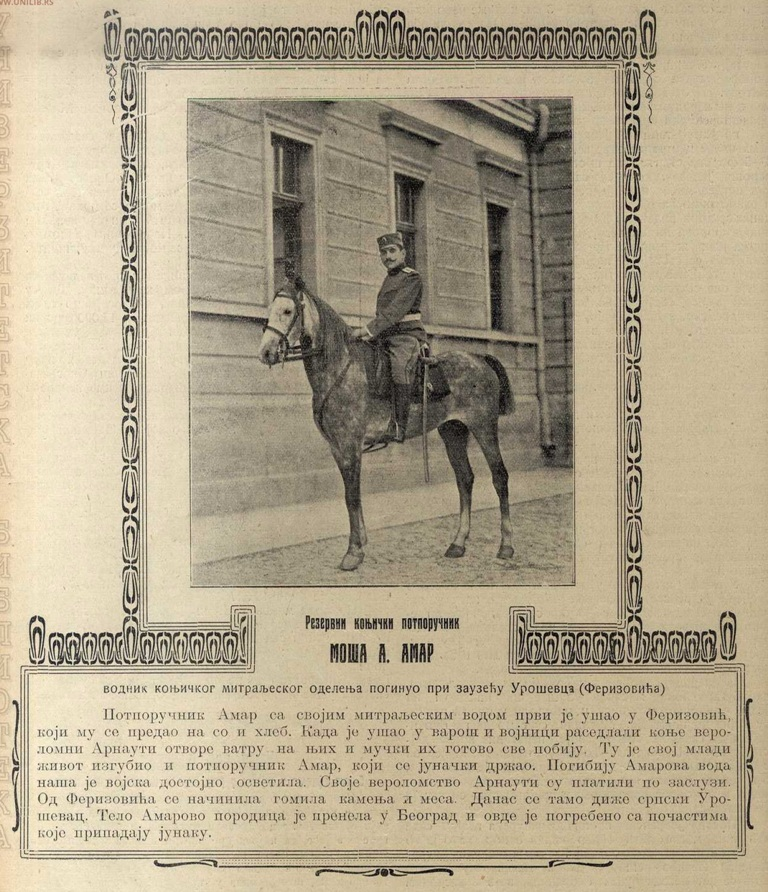 WW.UNILIB.RS
Резервни коњички потпоручник
МОША А. АМАР
водник коњичког митраљеског оделења погинуо при заузећу Урошевца (Феризовића)
Потпоручник Амар са својим митраљеским водом први је ушао у Феризовић,
који му се предао на со и хлеб. Када је ушао у варош и војници раседлали коње веро-
ломни Арнаути отворе ватру на њих и мучки их готово све побију. Ту је свој млади
живот изгубио и потпоручник Амар, који се јуначки држао. Погибију Амарова вода
наша је војска достојно осветила. Своје вероломство Арнаути су платили по заслузи.
Од Феризовића се начинила гомила камена и меса. Данас се тамо диже српски Уро-
шевац. Тело Амарово породица је пренела у Београд и овде је погребено са почастима
које припадају јунаку.